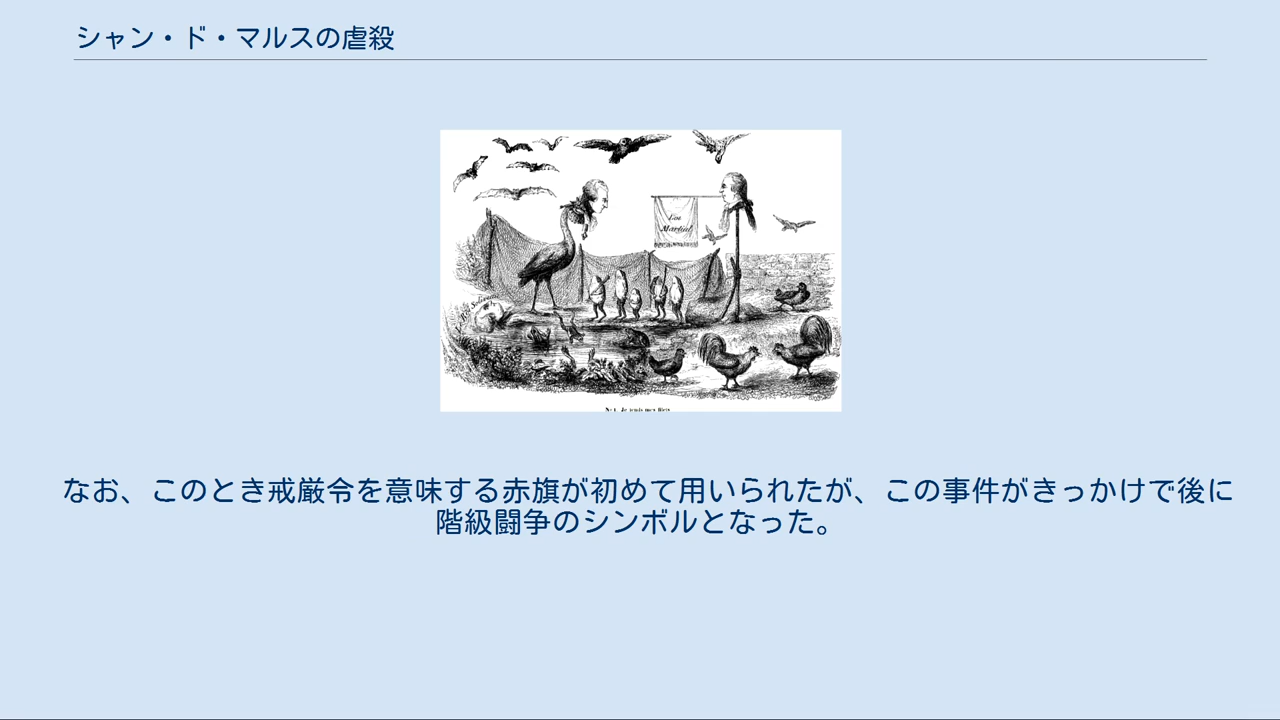 シャン・ド・マルスの虐殺
Loi
Martial
なお、このとき戒厳令を意味する赤旗が初めて用いられたが、この事件がきっかけで後に
階級闘争のシンボルとなった。